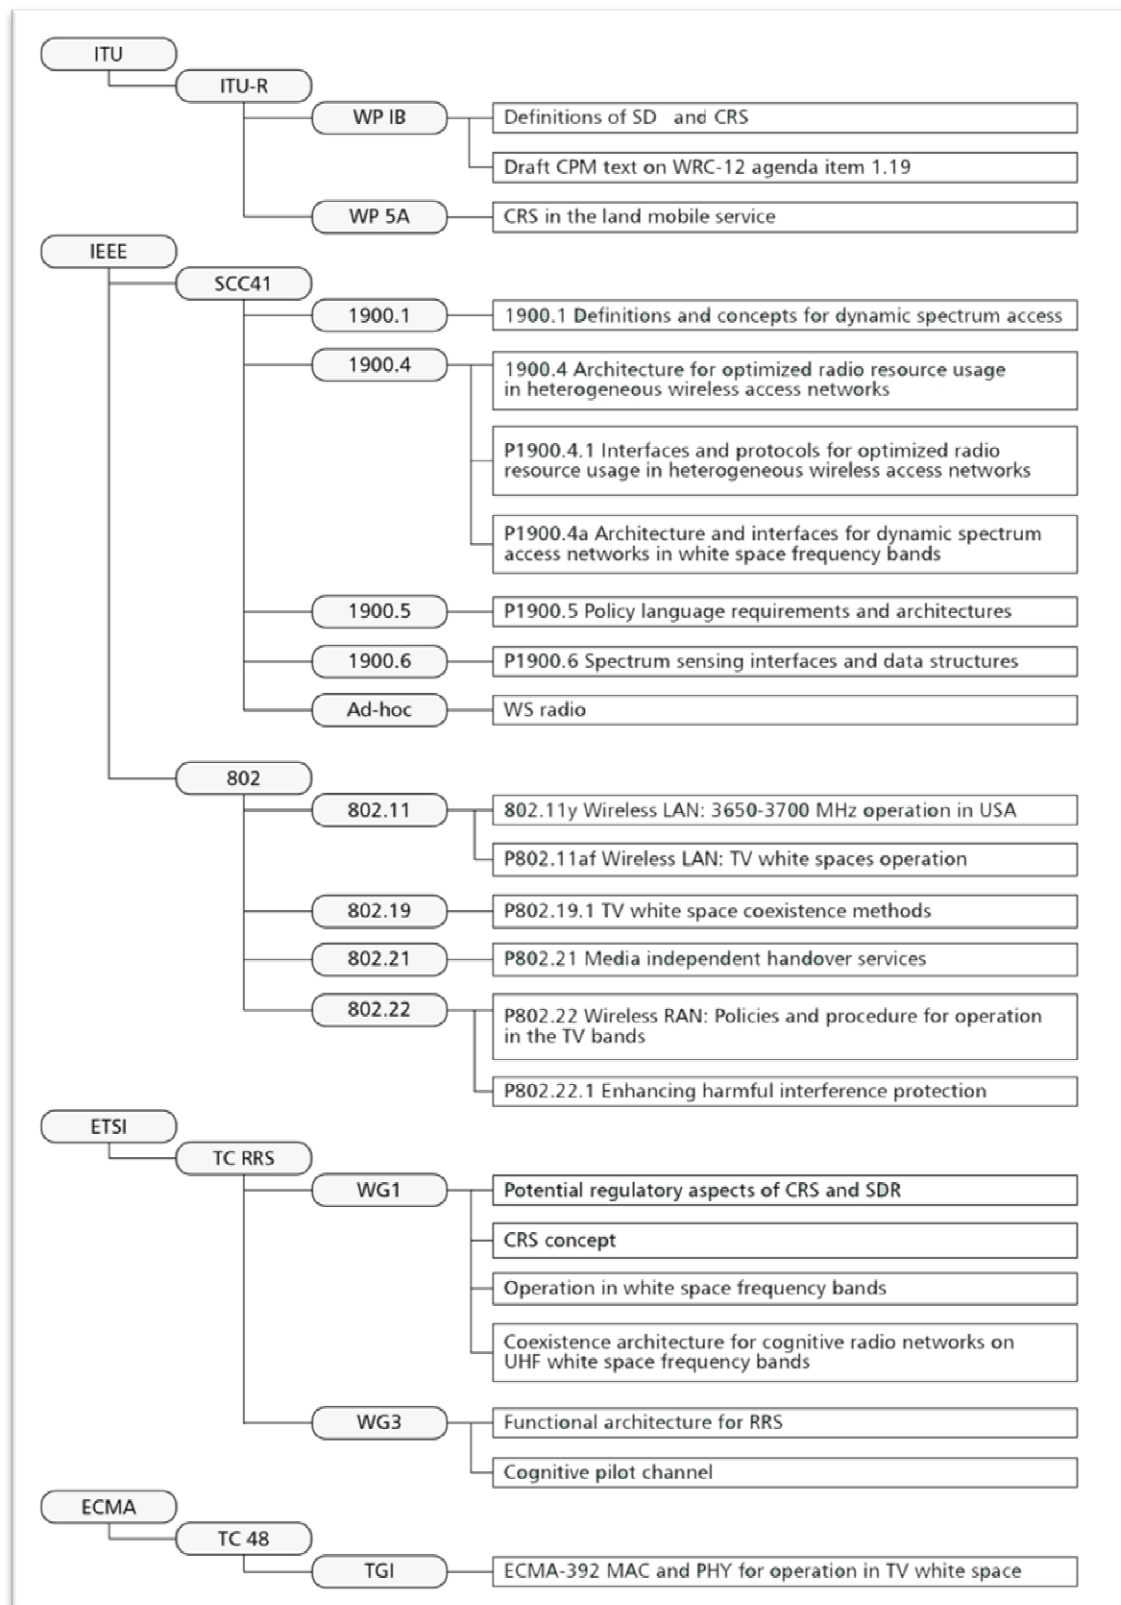 ITU
ITU-R
WP IB
Definitions of SD and CRS
Draft CPM text on WRC-12 agenda item 1.19
WP 5A
CRS in the land mobile service
IEEE
SCC41
1900.1
1900.1 Definitions and concepts for dynamic spectrum access
1900.4
1900.4 Architecture for optimized radio resource usage
in heterogeneous wireless access networks
P1900.4.1 Interfaces and protocols for optimized radio
resource usage in heterogeneous wireless access networks
P1900.4a Architecture and interfaces for dynamic spectrum
access networks in white space frequency bands
1900.5
P1900.5 Policy language requirements and architectures
1900.6
P1900.6 Spectrum sensing interfaces and data structures
Ad-hoc
WS radio
802
802.11
802.11y Wireless LAN: 3650-3700 MHz operation in USA
P802.11af Wireless LAN: TV white spaces operation
802.19
P802.19.1 TV white space coexistence methods
802.21
P802.21 Media independent handover services
802.22
P802.22 Wireless RAN: Policies and procedure for operation
in the TV bands
P802.22.1 Enhancing harmful interference protection
ETSI
TC RRS
WG1
Potential regulatory aspects of CRS and SDR
CRS concept
Operation in white space frequency bands
Coexistence architecture for cognitive radio networks on
UHF white space frequency bands
WG3
Functional architecture for RRS
Cognitive pilot channel
ECMA
TC 48
TGI
ECMA-392 MAC and PHY for operation in TV white space